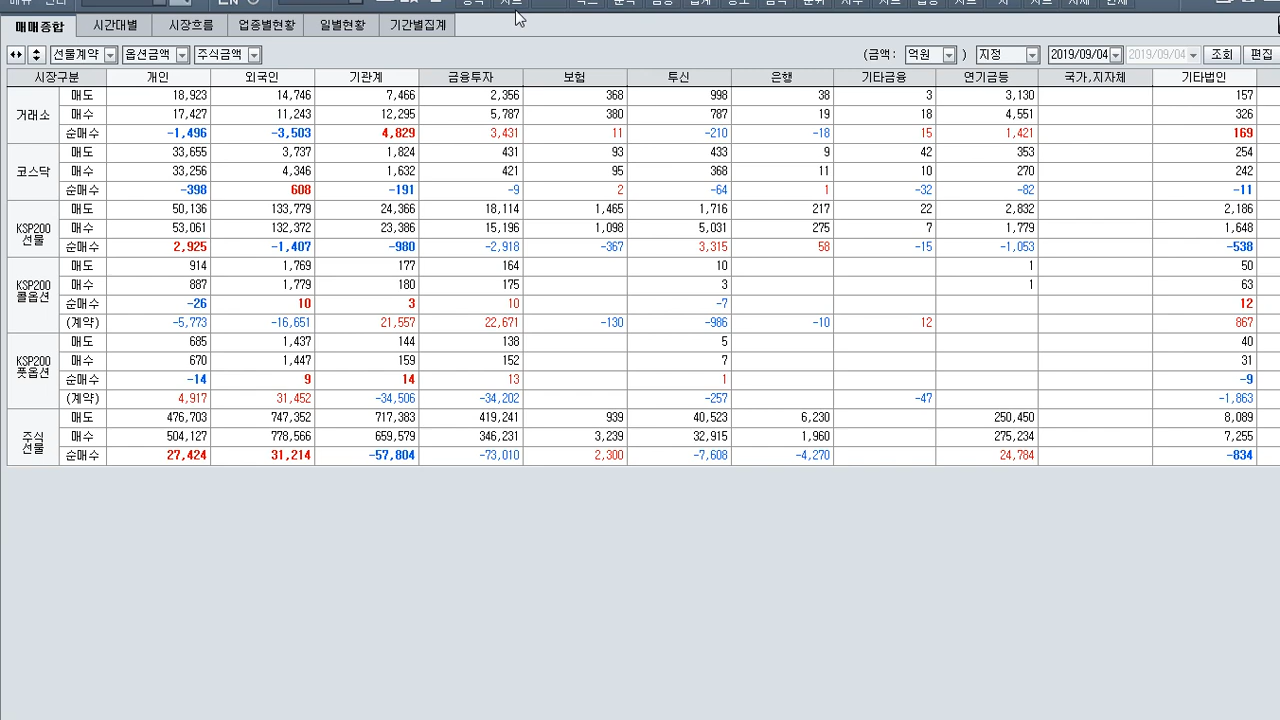 매매종합 시간대별 시장흐름 업종별현황 일별현황 기간별집계
선물계약 옵션금액 주식금액 (금액: 억원 ) 지정 2019/09/04 2019/09/04 조회 편집
시장구분 개인 외국인 기관계 금융투자 보험 투신 은행 기타금융 연기금등 국가,지자체 기타법인
거래소
매도 18,923 14,746 7,466 2,356 368 998 38 3 3,130 157
매수 17,427 11,243 12,295 5,787 380 787 19 18 4,551 326
순매수 -1,496 -3,503 4,829 3,431 11 -210 -18 15 1,421 169
코스닥
매도 33,655 3,737 1,824 431 93 433 9 42 353 254
매수 33,256 4,346 1,632 421 95 368 11 10 270 242
순매수 -398 608 -191 -9 2 -64 1 -32 -82 -11
KSP200
선물
매도 50,136 133,779 24,366 18,114 1,465 1,716 217 22 2,832 2,186
매수 53,061 132,372 23,386 15,196 1,098 5,031 275 7 1,779 1,648
순매수 2,925 -1,407 -980 -2,918 -367 3,315 58 -15 -1,053 -538
KSP200
콜옵션
매도 914 1,769 177 164 10 1 50
매수 887 1,779 180 175 3 1 63
순매수 -26 10 3 10 -7 12
(계약) -5,773 -16,651 21,557 22,671 -130 -986 -10 12 867
KSP200
풋옵션
매도 685 1,437 144 138 5 40
매수 670 1,447 159 152 7 31
순매수 -14 9 14 13 1 -9
(계약) 4,917 31,452 -34,506 -34,202 -257 -47 -1,863
주식
선물
매도 476,703 747,352 717,383 419,241 939 40,523 6,230 250,450 8,089
매수 504,127 778,566 659,579 346,231 3,239 32,915 1,960 275,234 7,255
순매수 27,424 31,214 -57,804 -73,010 2,300 -7,608 -4,270 24,784 -834